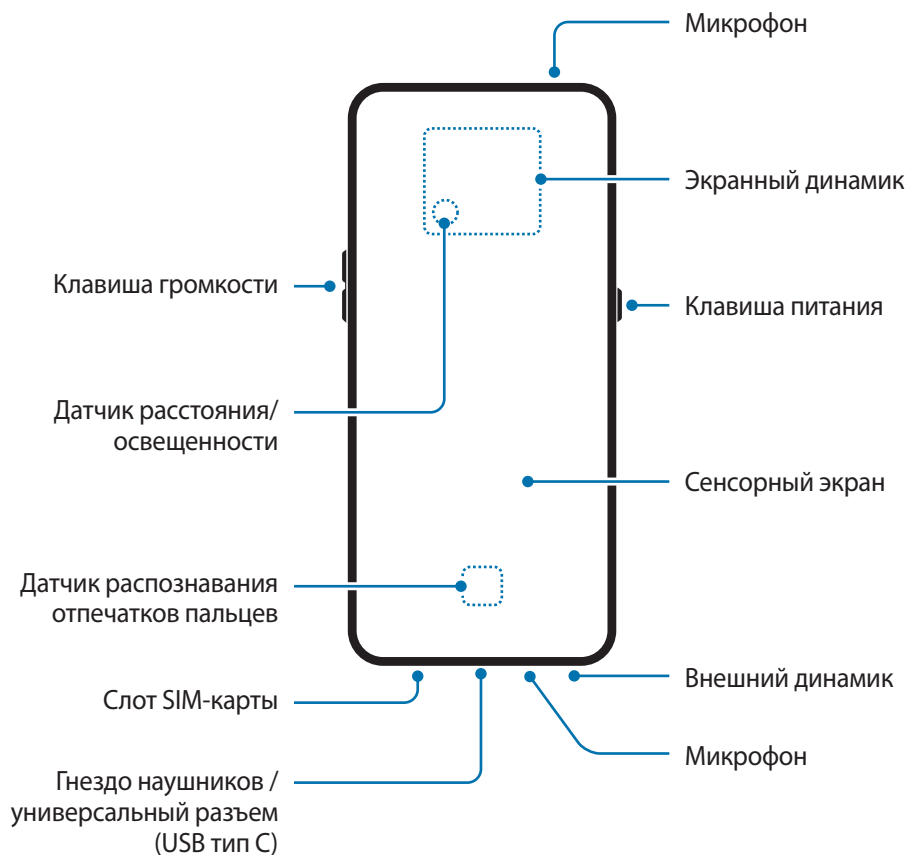 Микрофон
Экранный динамик
Клавиша громкости
Клавиша питания
Датчик расстояния/
освещенности
Сенсорный экран
Датчик распознавания
отпечатков пальцев
Внешний динамик
Слот SIM-карты
Микрофон
Гнездо наушников /
универсальный разъем
(USB тип C)